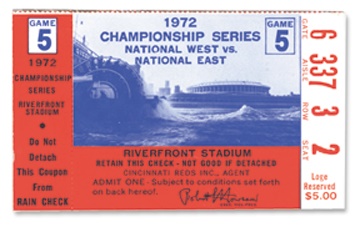 GAME
5
1972
CHAMPIONSHIP
SERIES
RIVERFRONT
STADIUM
Do Not
Detach
This Coupon
From
RAIN CHECK
1972
CHAMPIONSHIP SERIES
NATIONAL WEST vs.
NATIONAL EAST
GAME
5
RIVERFRONT STADIUM
RETAIN THIS CHECK - NOT GOOD IF DETACHED
CINCINNATI REDS INC., AGENT
ADMIT ONE - Subject to conditions set forth
on back hereof.
GATE
6
AISLE
337
ROW
3
SEAT
2
Loge
Reserved
$5.00